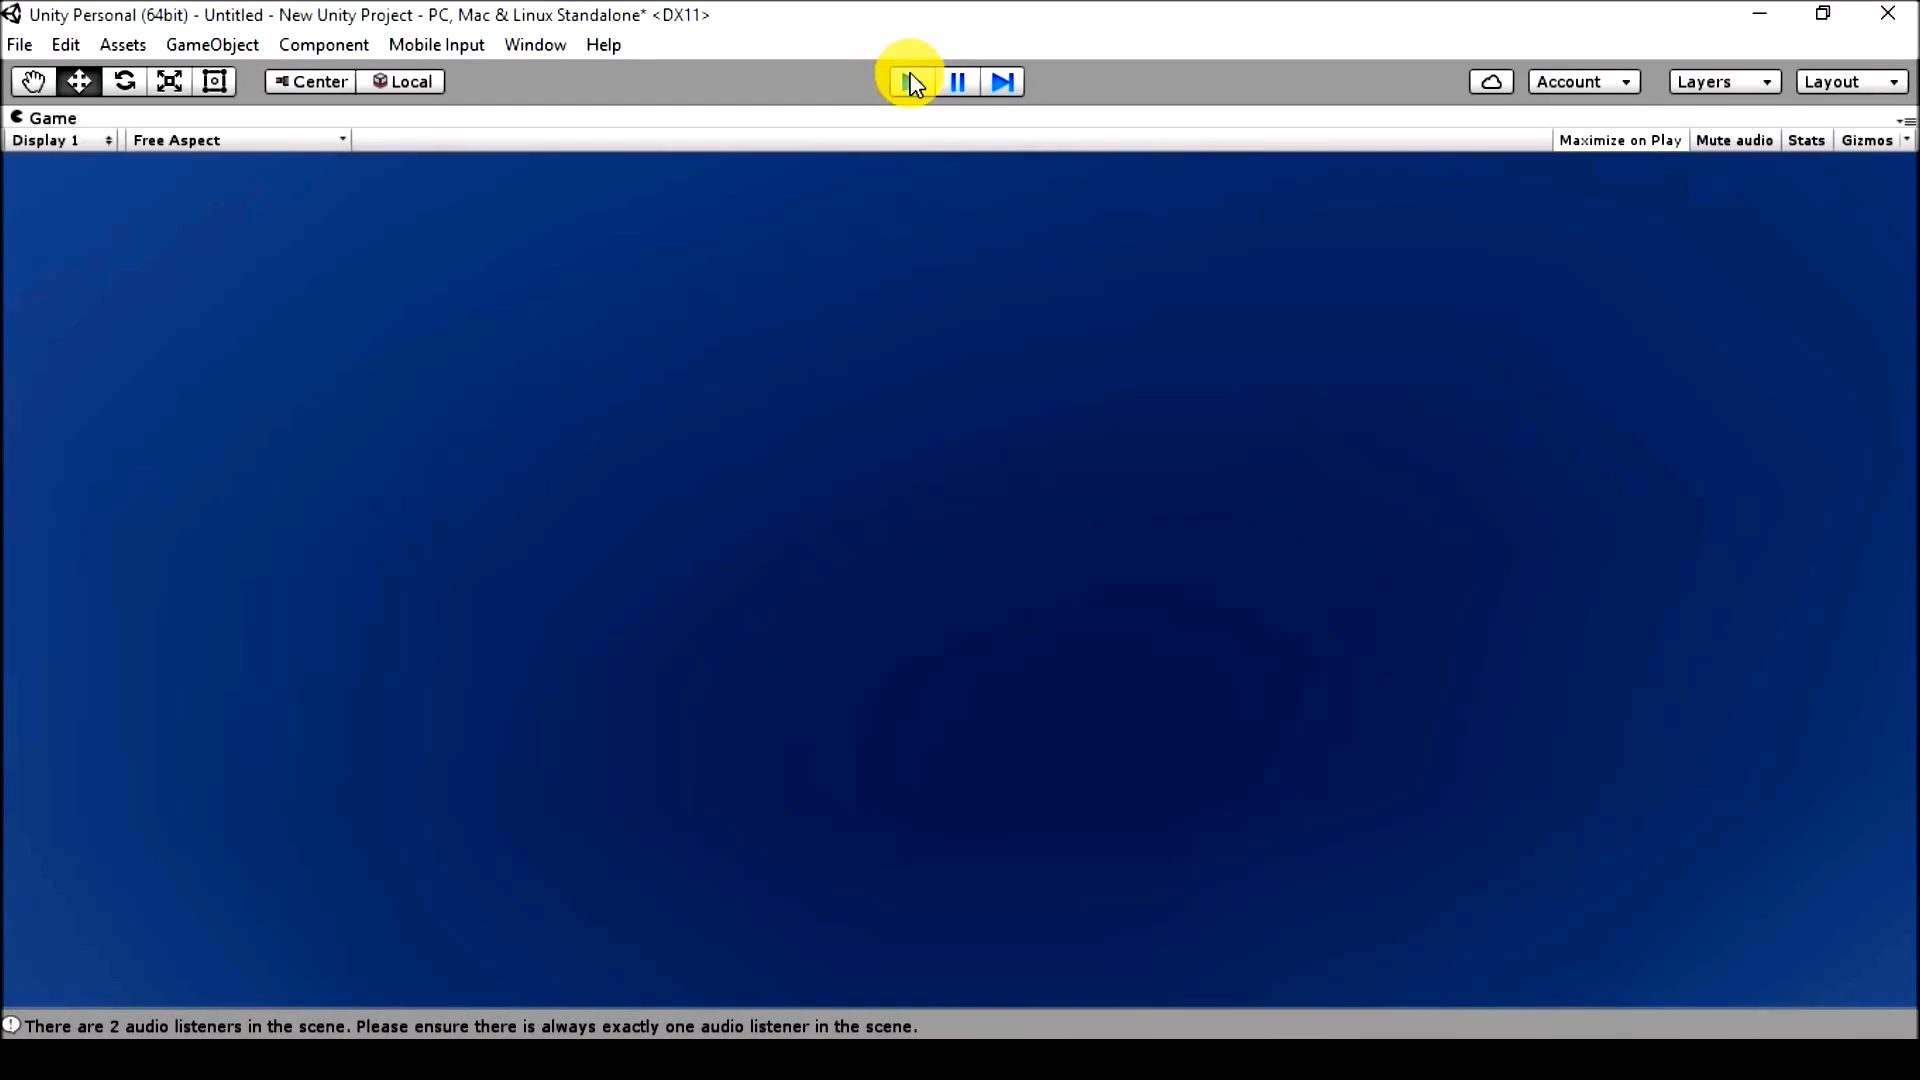 Unity Personal (64bit) - Untitled - New Unity Project - PC, Mac & Linux Standalone* <DX11>
File Edit Assets GameObject Component Mobile Input Window Help
Center Local Account Layers Layout
Game
Display 1 Free Aspect Maximize on Play Mute audio Stats Gizmos
There are 2 audio listeners in the scene. Please ensure there is always exactly one audio listener in the scene.